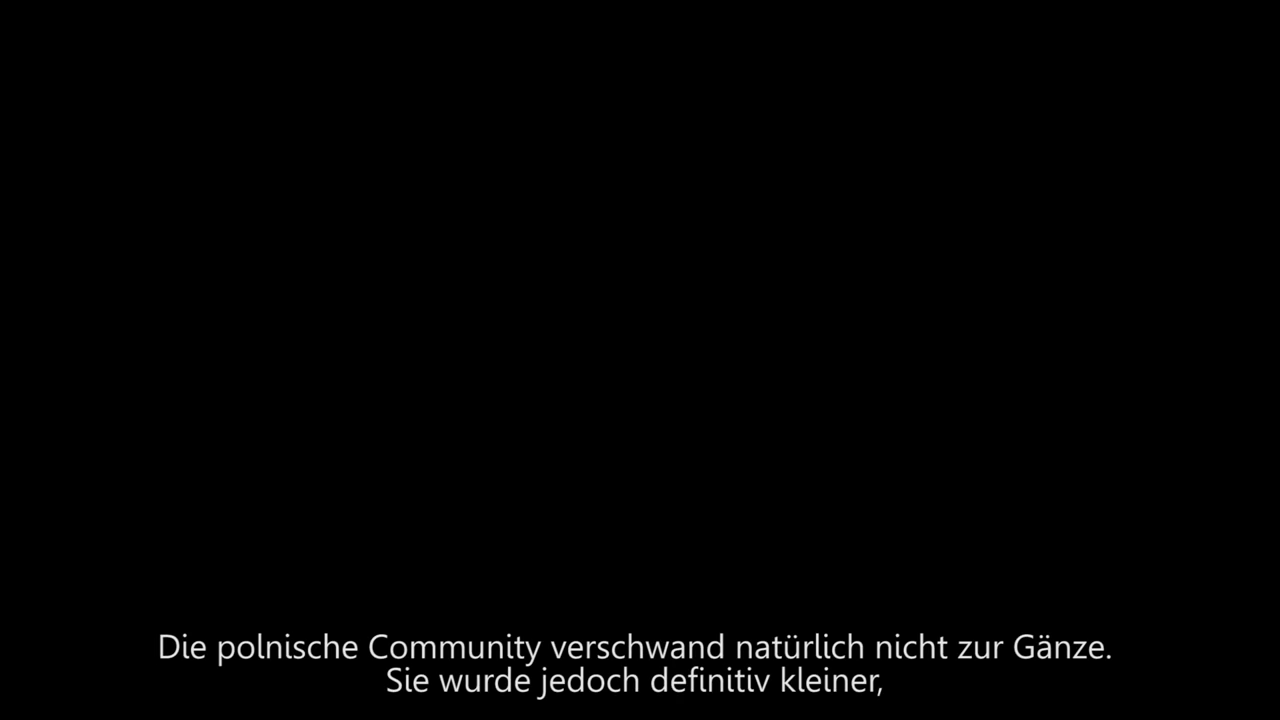 Die polnische Community verschwand natürlich nicht zur Gänze.
Sie wurde jedoch definitiv kleiner,